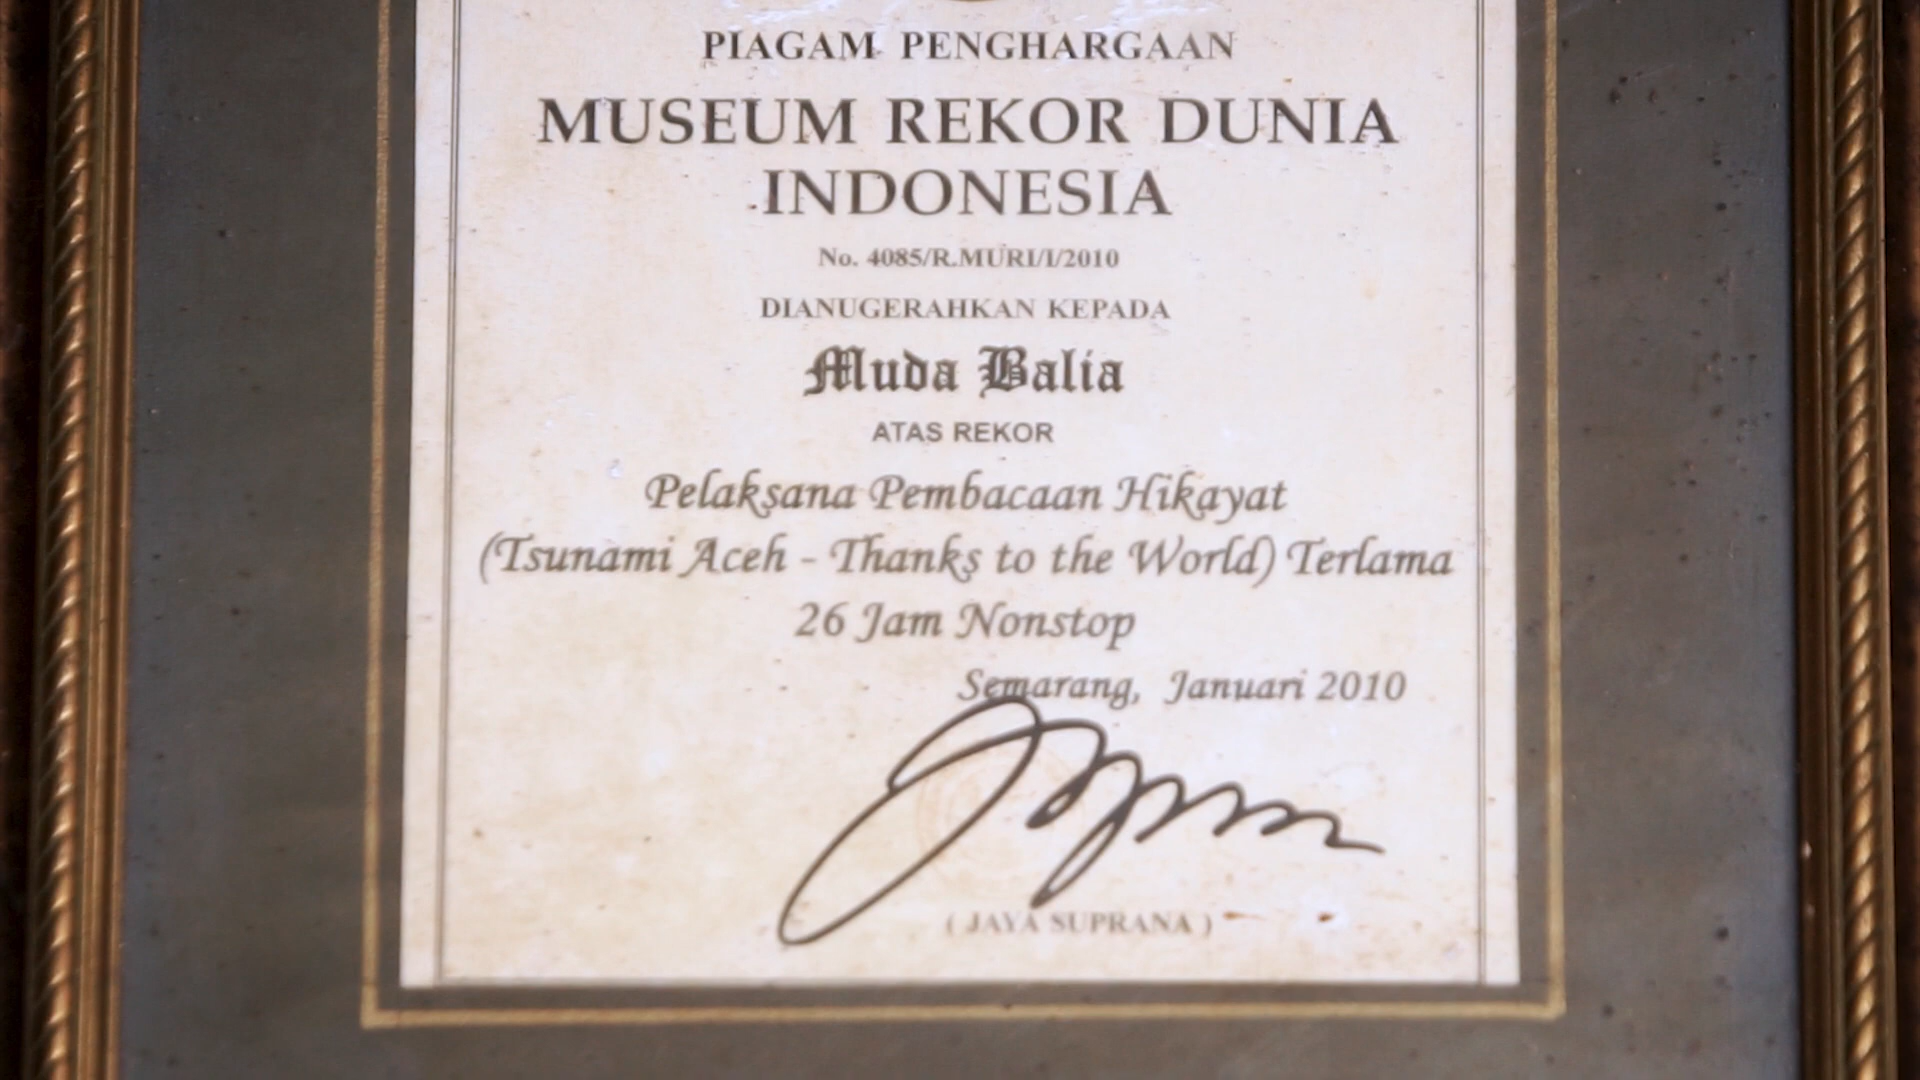 PIAGAM PENGHARGAAN
MUSEUM REKOR DUNIA
INDONESIA
No. 4085/R.MURI/I/2010
DIANUGERAHKAN KEPADA
Muda Balia
ATAS REKOR
Pelaksana Pembacaan Hikayat
(Tsunami Aceh - Thanks to the World) Terlama
26 Jam Nonstop
Semarang, Januari 2010
( JAYA SUPRANA )